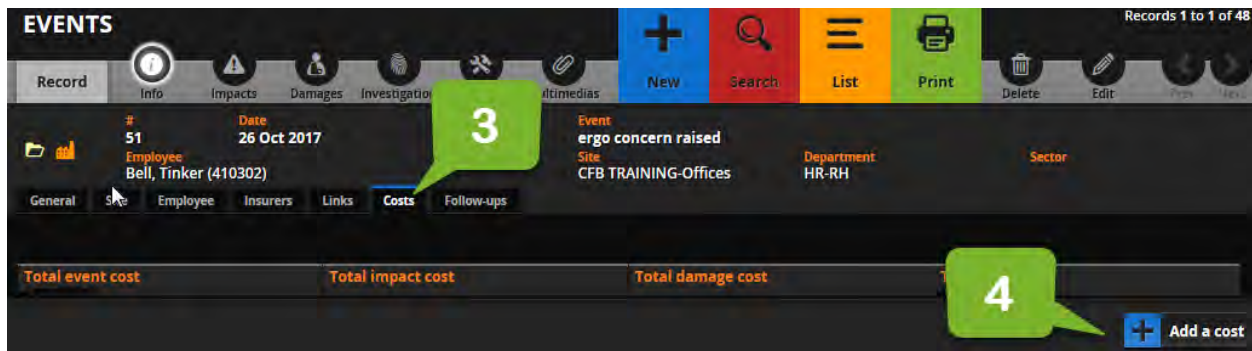 EVENTS
Records 1 to 1 of 48
Record
Info
Impacts
Damages
ltimedias
New
Search
List
Print
Delete
Edit
Prev
3
#
51
Date
26 Oct 2017
Event
ergo concern raised
Employee
Bell, Tinker (410302)
Site
CFB TRAINING-Offices
Department
HR-RH
Sector
General
Employee
Insurers
Links
Costs
Follow-ups
Total event cost
Total impact cost
Total damage cost
4
Add a cost